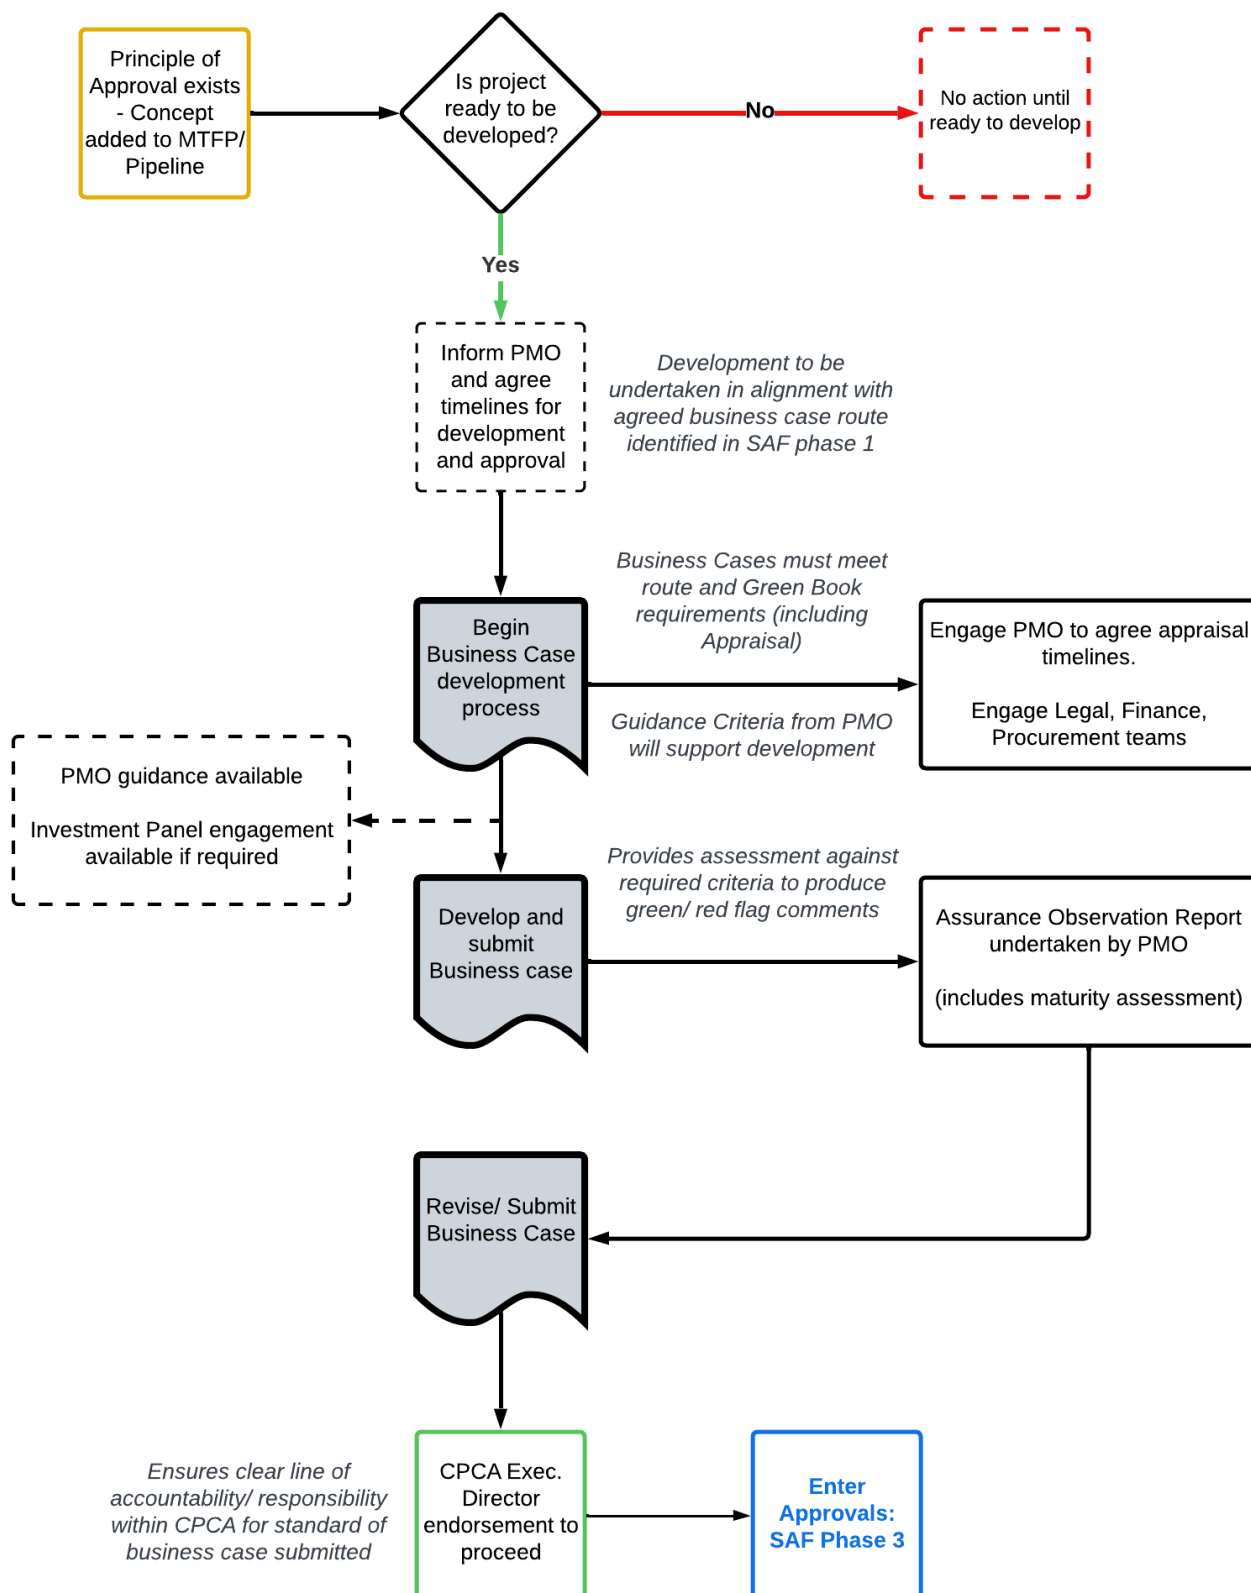 Principle of
Approval exists
- Concept
added to MTFP/
Pipeline
Is project
ready to be
developed?
No
No action until
ready to develop
Yes
Inform PMO
and agree
timelines for
development
and approval
Development to be
undertaken in alignment with
agreed business case route
identified in SAF phase 1
Business Cases must meet
route and Green Book
requirements (including
Appraisal)
Begin
Business Case
development
process
Guidance Criteria from PMO
will support development
Engage PMO to agree appraisal
timelines.
Engage Legal, Finance,
Procurement teams
PMO guidance available
Investment Panel engagement
available if required
Provides assessment against
required criteria to produce
green/ red flag comments
Develop and
submit
Business case
Assurance Observation Report
undertaken by PMO
(includes maturity assessment)
Revise/ Submit
Business Case
Ensures clear line of
accountability/ responsibility
within CPCA for standard of
business case submitted
CPCA Exec.
Director
endorsement to
proceed
Enter
Approvals:
SAF Phase 3